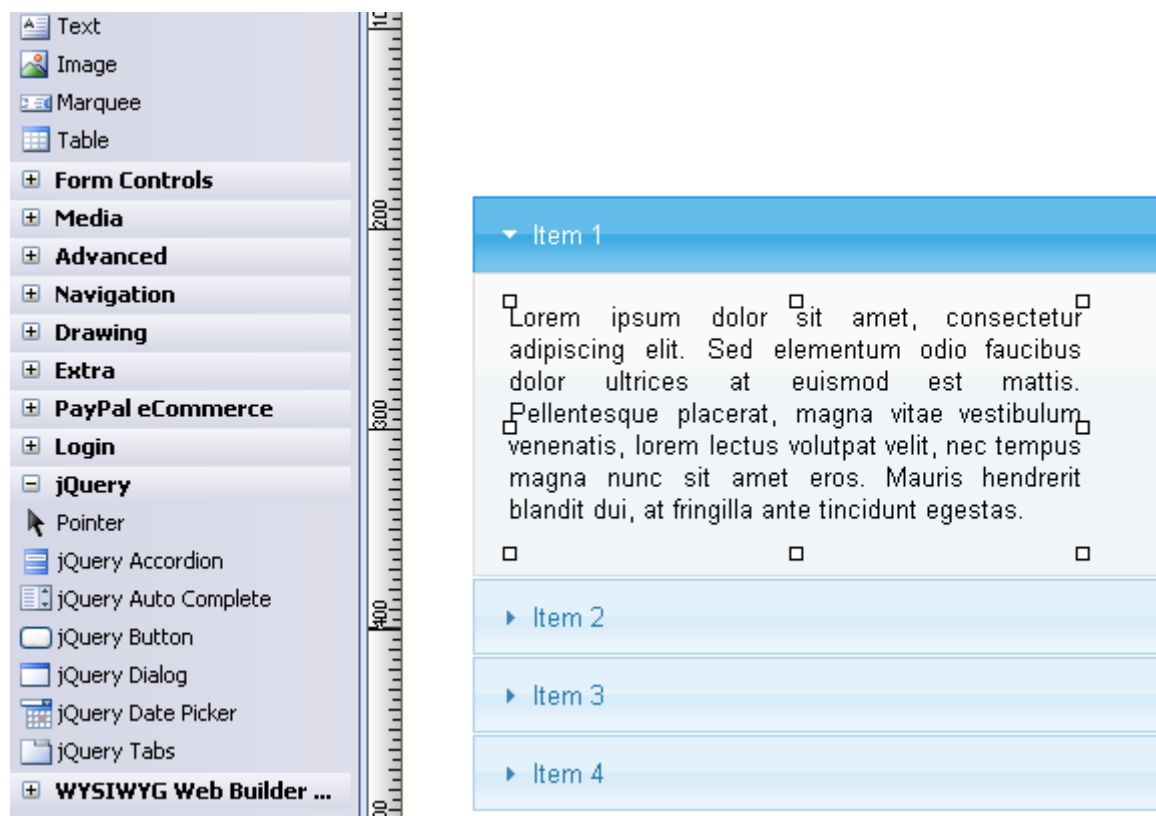 Text
Image
Marquee
Table
Form Controls
Media
Advanced
Navigation
Drawing
Extra
PayPal eCommerce
Login
jQuery
Pointer
jQuery Accordion
jQuery Auto Complete
jQuery Button
jQuery Dialog
jQuery Date Picker
jQuery Tabs
WYSIWYG Web Builder ...
200
300
400
Item 1
Lorem ipsum dolor sit amet, consectetur
adipiscing elit. Sed elementum odio faucibus
dolor ultrices at euismod est mattis.
Pellentesque placerat, magna vitae vestibulum
venenatis, lorem lectus volutpat velit, nec tempus
magna nunc sit amet eros. Mauris hendrerit
blandit dui, at fringilla ante tincidunt egestas.
Item 2
Item 3
Item 4